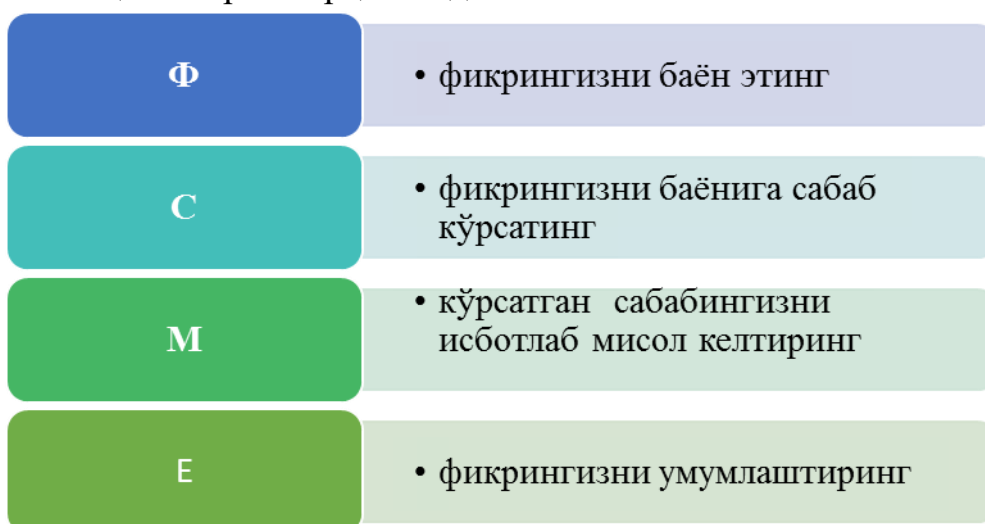 Ф
• фикрингизни баён этинг
С
• фикрингизни баёнига сабаб
кўрсатинг
М
• кўрсатган сабабингизни
исботлаб мисол келтиринг
Е
• фикрингизни умумлаштиринг